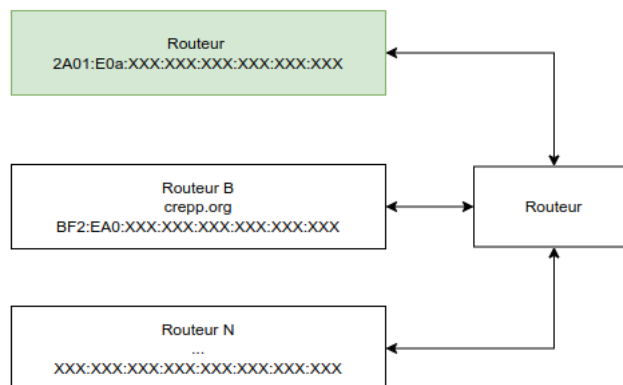 Routeur
2A01:E0a:XXX:XXX:XXX:XXX:XXX:XXX
Routeur B
crepp.org
BF2:EA0:XXX:XXX:XXX:XXX:XXX:XXX
Routeur
Routeur N
...
XXX:XXX:XXX:XXX:XXX:XXX:XXX:XXX